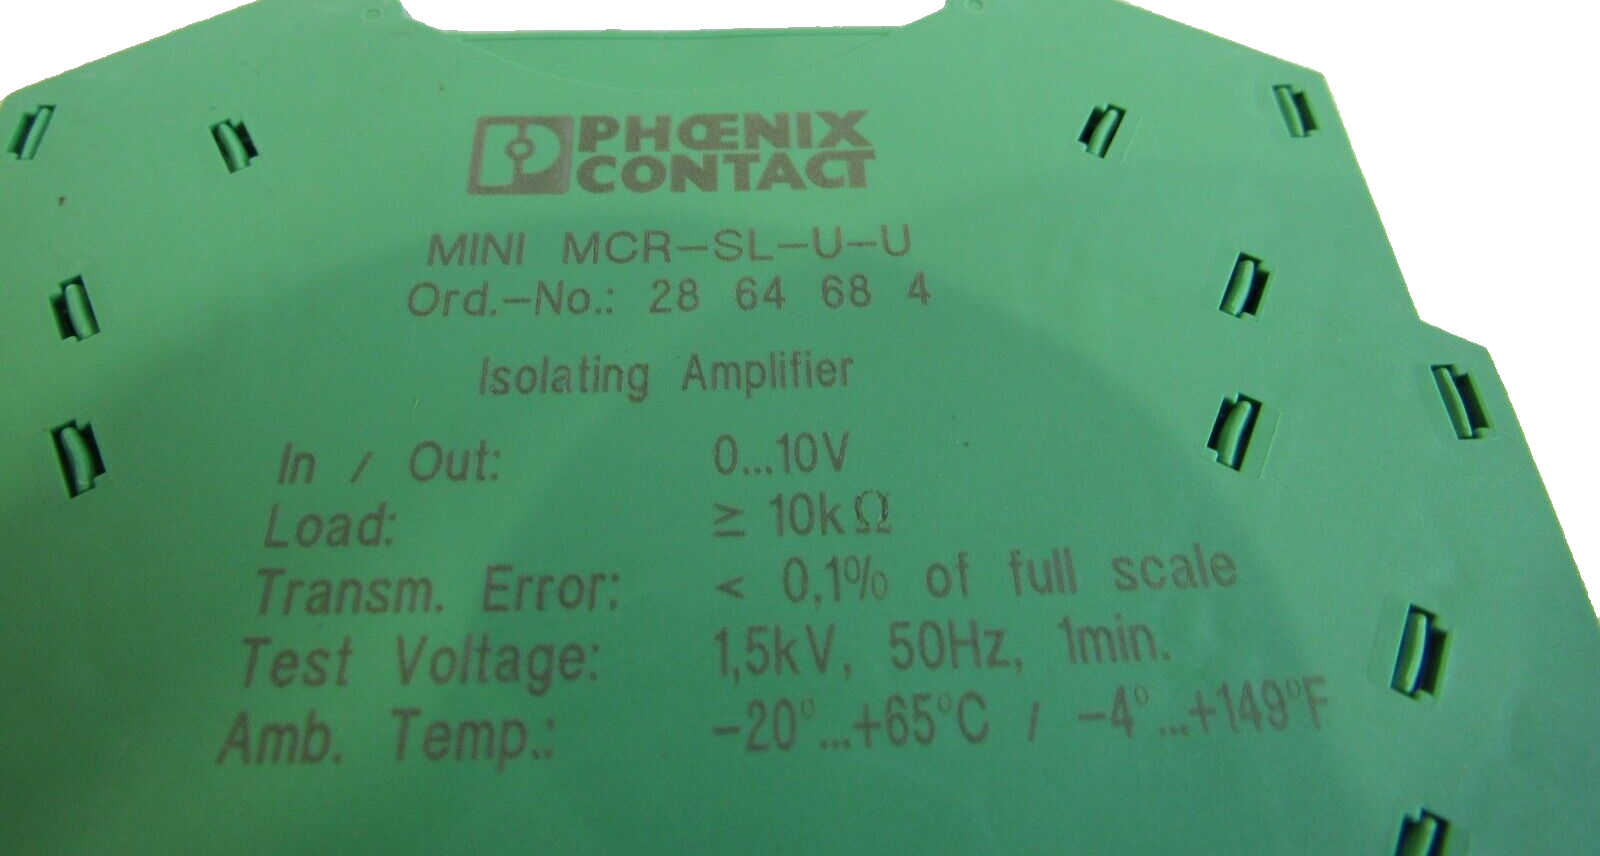 PHŒNIX
CONTACT
MINI MCR-SL-U-U
Ord.-No.: 28 64 68 4
Isolating Amplifier
In / Out: 0...10V
Load: ≥ 10kΩ
Transm. Error: < 0,1% of full scale
Test Voltage: 1,5kV, 50Hz, 1min.
Amb. Temp.: -20°...+65°C / -4°...+149°F